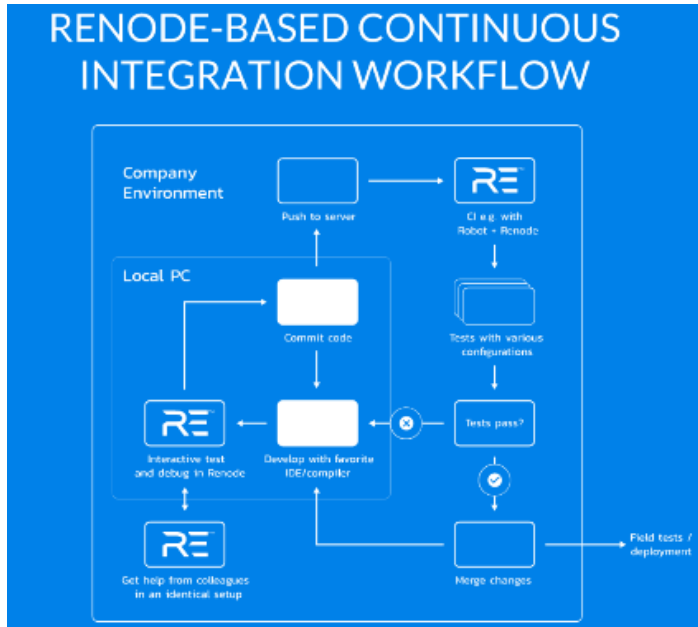 RENODE-BASED CONTINUOUS
INTEGRATION WORKFLOW
Company
Environment
Push to server
RE
CI e.g. with
Robot + Renode
Local PC
Commit code
Tests with various
configurations
RE
Interactive test
and debug in Renode
Develop with favorite
IDE/compiler
Tests pass?
RE
Get help from colleagues
in an identical setup
Merge changes
Field tests /
deployment